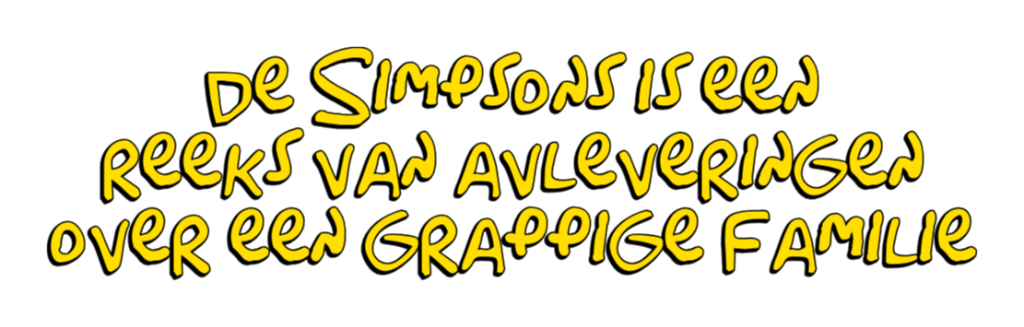 De Simpsons is een
reeks van avleveringen
over een grappige familie